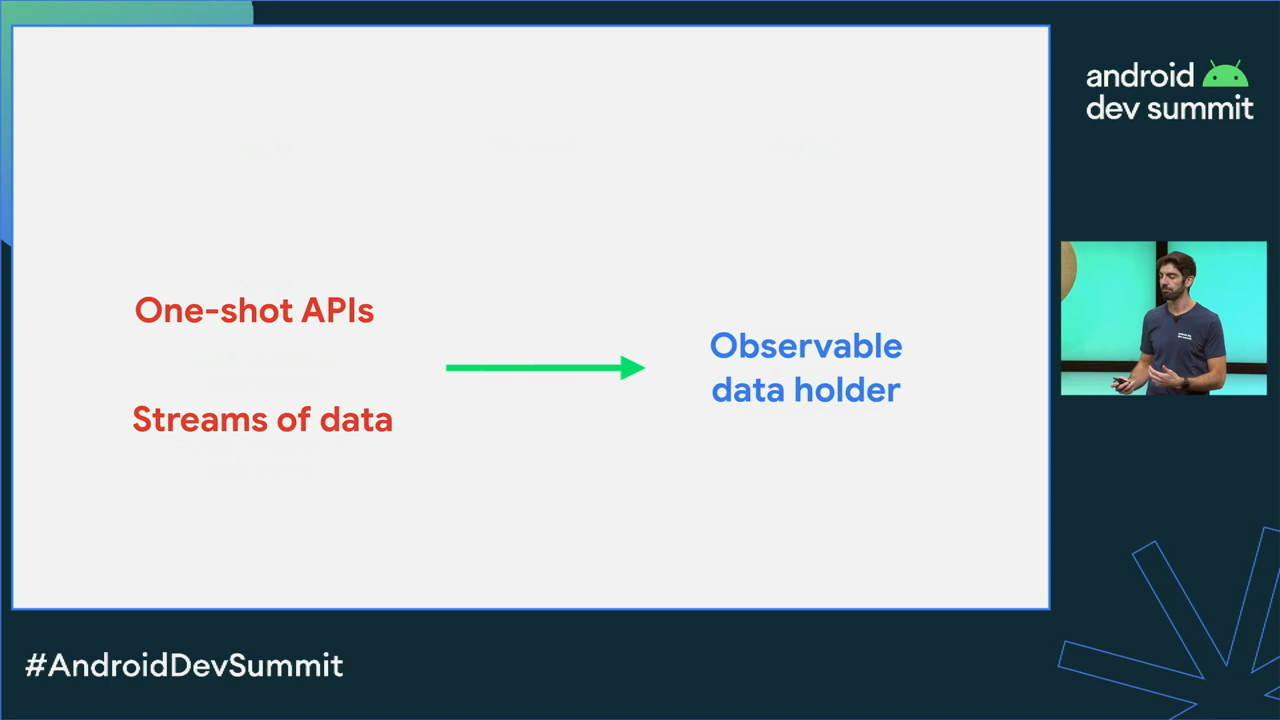 One-shot APIs
Streams of data
Observable
data holder
android
dev summit
#AndroidDevSummit